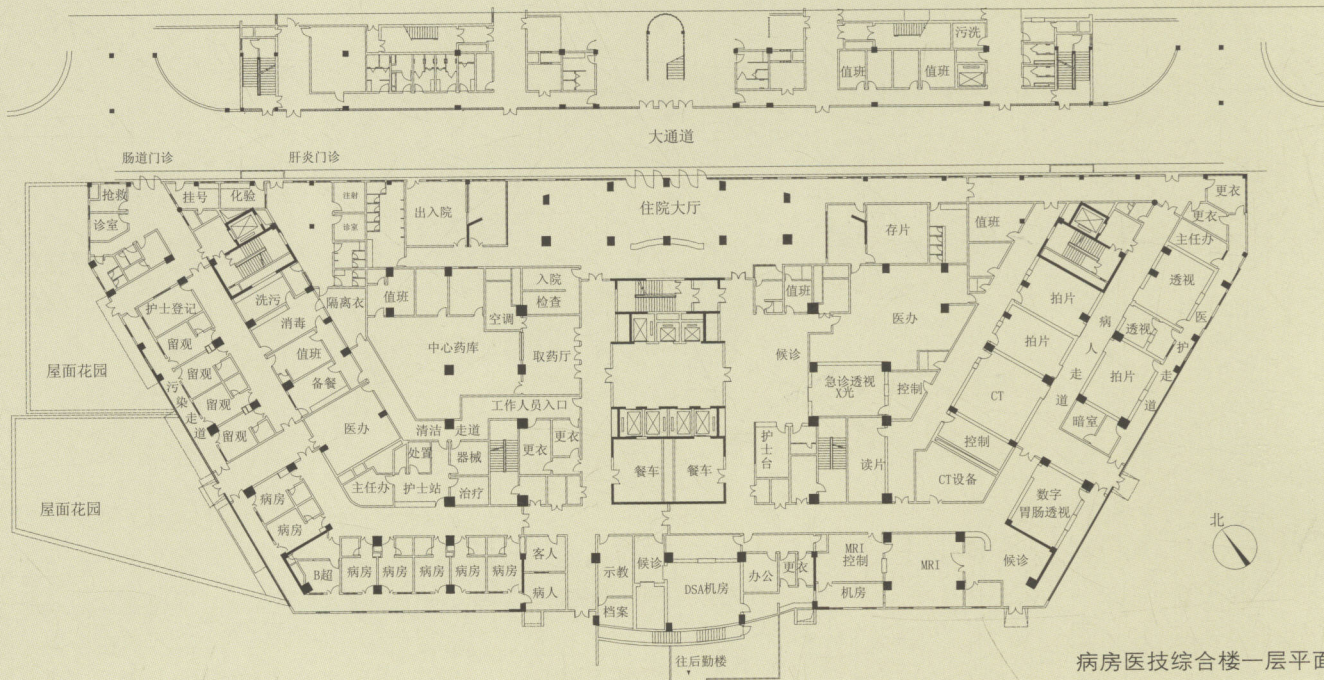 污洗
值班
值班
大通道
肠道门诊
肝炎门诊
抢救
挂号
化验
注射
诊室
诊室
出入院
住院大厅
存片
值班
更衣
更衣
主任办
透视
护士登记
洗污
隔离衣
值班
空调
入院
检查
值班
医办
拍片
病人走道
透视
医护走道
留观
消毒
中心药库
取药厅
候诊
拍片
拍片
屋面花园
留观
值班
急诊透视
X光
控制
CT
污染走道
留观
备餐
工作人员入口
暗室
留观
医办
清洁走道
更衣
更衣
护士台
控制
处置
器械
餐车
餐车
读片
CT设备
主任办
护士站
治疗
病房
数字
胃肠透视
屋面花园
病房
北
B超
病房
病房
病房
病房
病房
客人
病人
示教
候诊
DSA机房
办公
更衣
MRI
控制
MRI
候诊
机房
档案
往后勤楼
病房医技综合楼一层平面